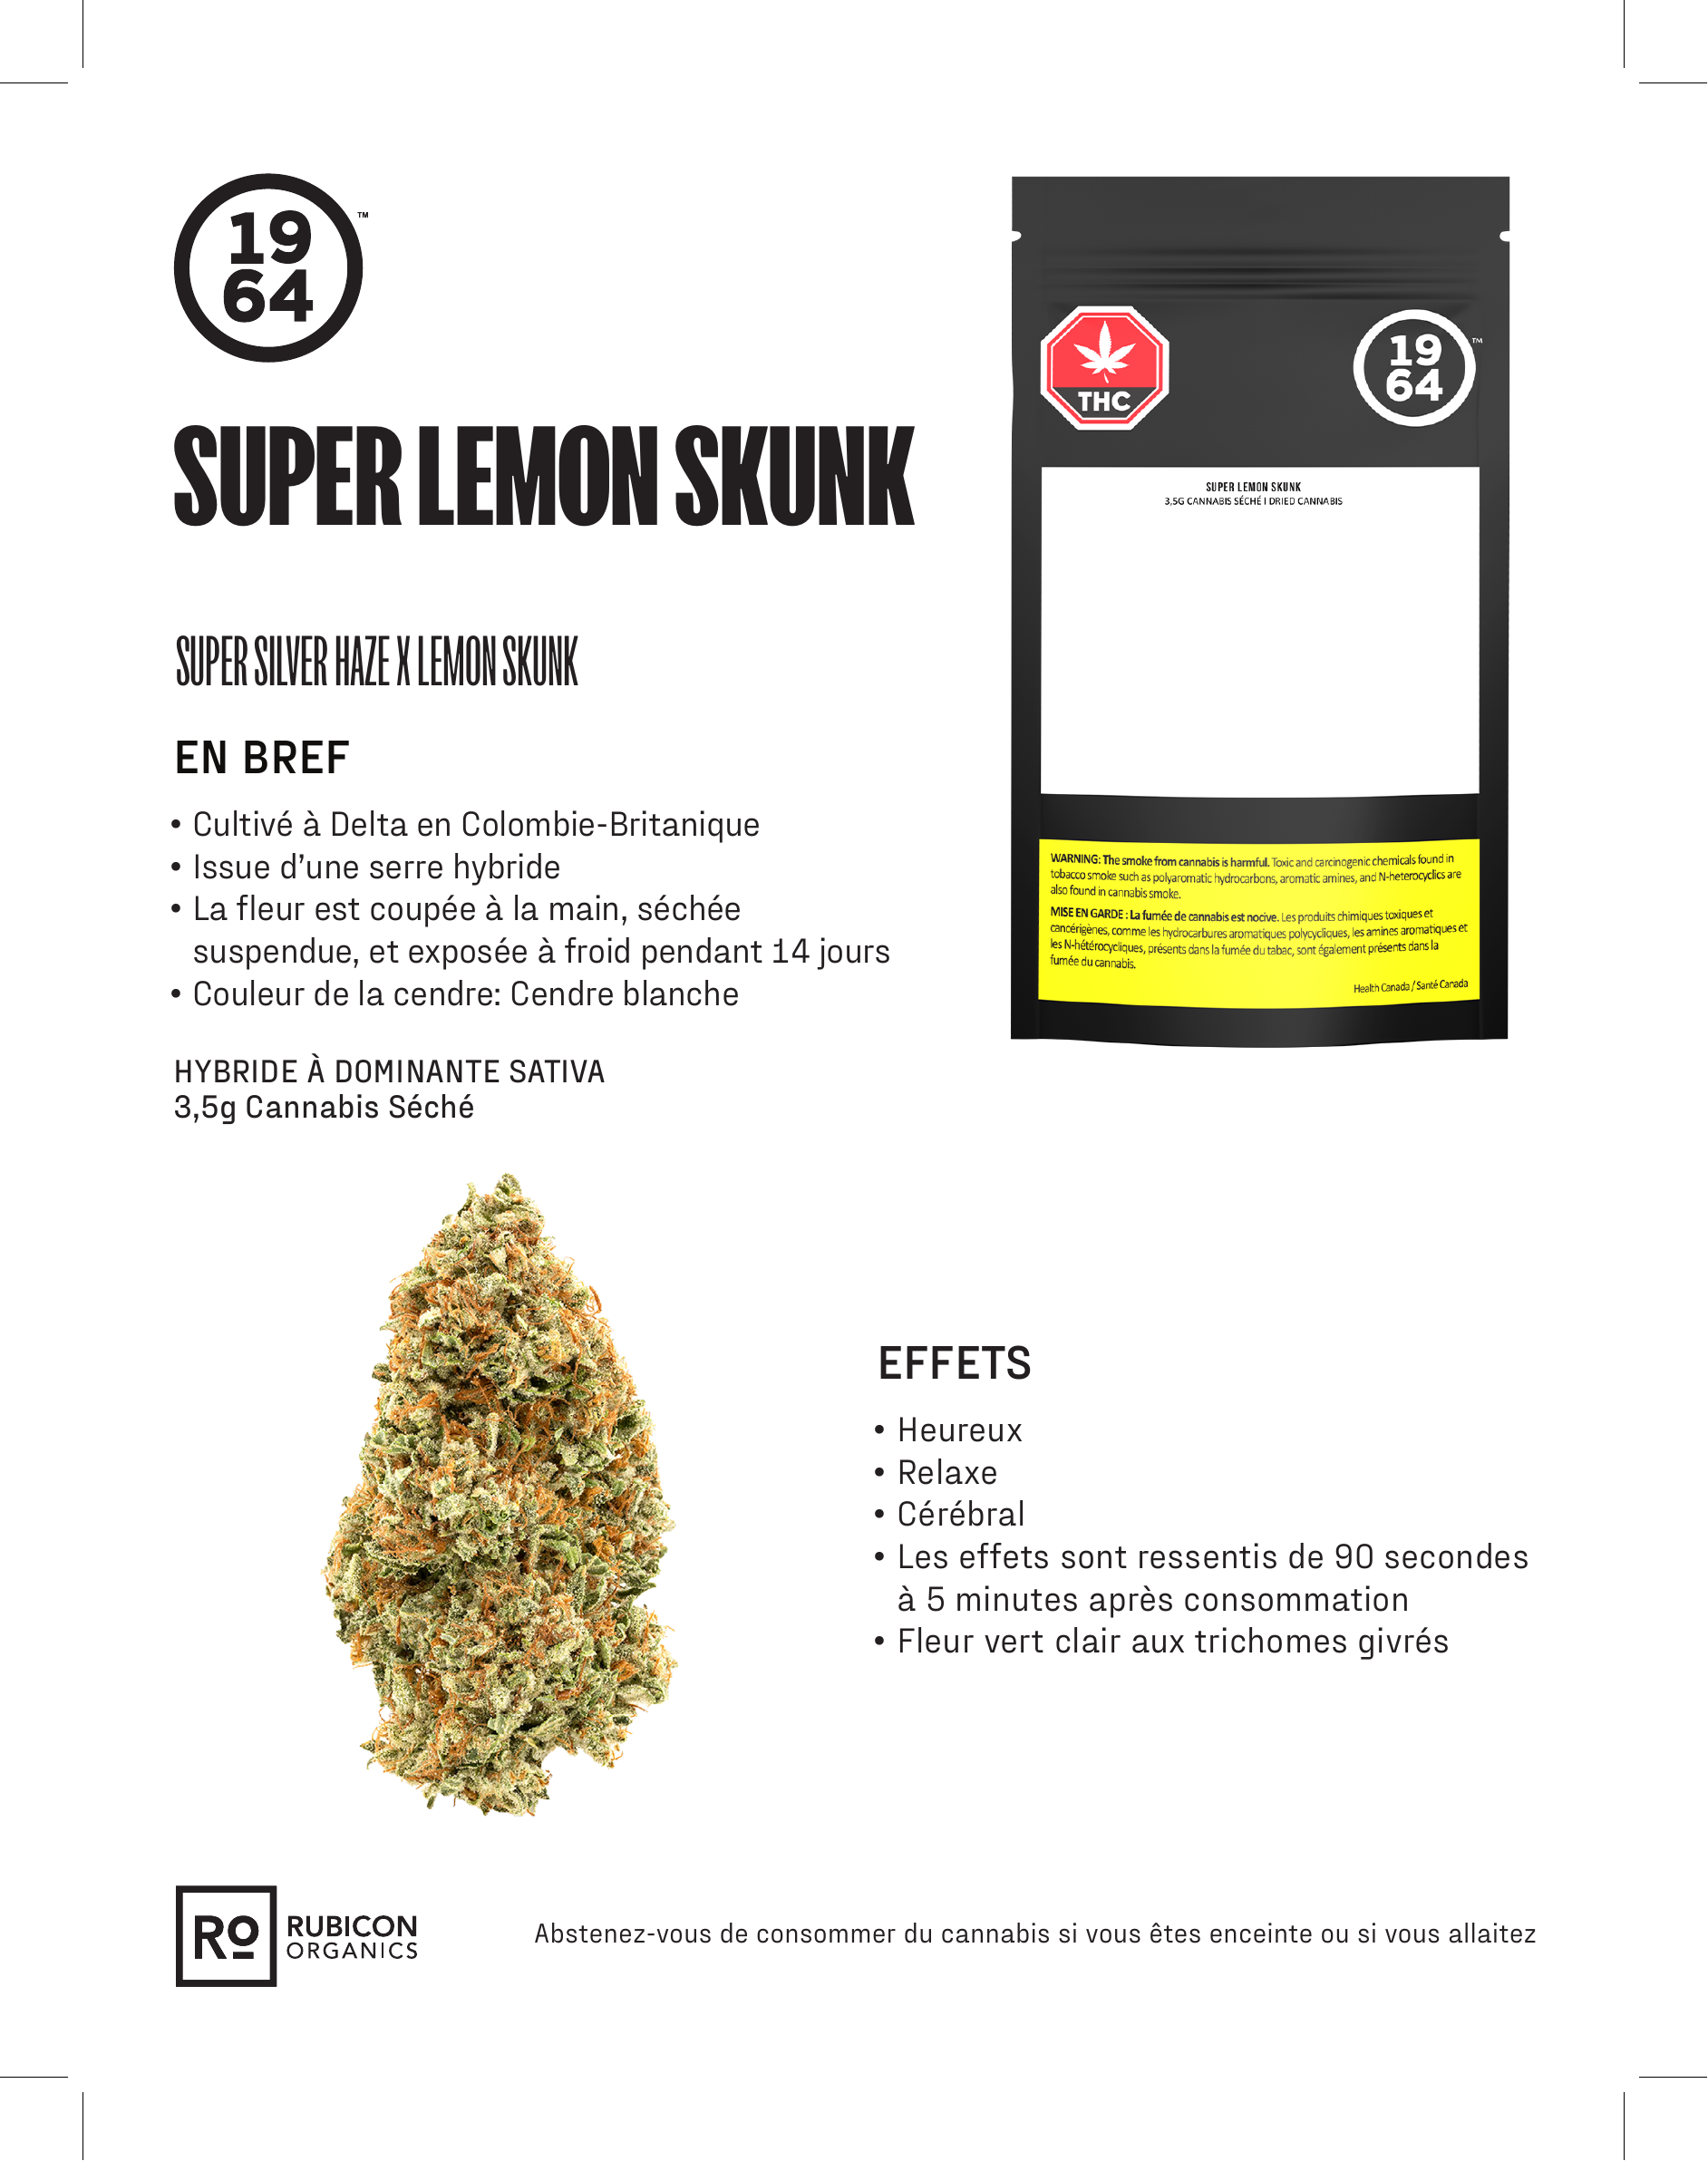 19
64
™
SUPER LEMON SKUNK
SUPER SILVER HAZE X LEMON SKUNK
EN BREF
• Cultivé à Delta en Colombie-Britanique
• Issue d’une serre hybride
• La fleur est coupée à la main, séchée
suspendue, et exposée à froid pendant 14 jours
• Couleur de la cendre: Cendre blanche
HYBRIDE À DOMINANTE SATIVA
3,5g Cannabis Séché
THC
19
64
™
SUPER LEMON SKUNK
3,5G CANNABIS SÉCHÉ I DRIED CANNABIS
WARNING: The smoke from cannabis is harmful. Toxic and carcinogenic chemicals found in
tobacco smoke such as polyaromatic hydrocarbons, aromatic amines, and N-heterocyclics are
also found in cannabis smoke.
MISE EN GARDE : La fumée de cannabis est nocive. Les produits chimiques toxiques et
cancérigènes, comme les hydrocarbures aromatiques polycycliques, les amines aromatiques et
les N-hétérocycliques, présents dans la fumée du tabac, sont également présents dans la
fumée du cannabis.
Health Canada / Santé Canada
EFFETS
• Heureux
• Relaxe
• Cérébral
• Les effets sont ressentis de 90 secondes
à 5 minutes après consommation
• Fleur vert clair aux trichomes givrés
Ro
RUBICON
ORGANICS
Abstenez-vous de consommer du cannabis si vous êtes enceinte ou si vous allaitez